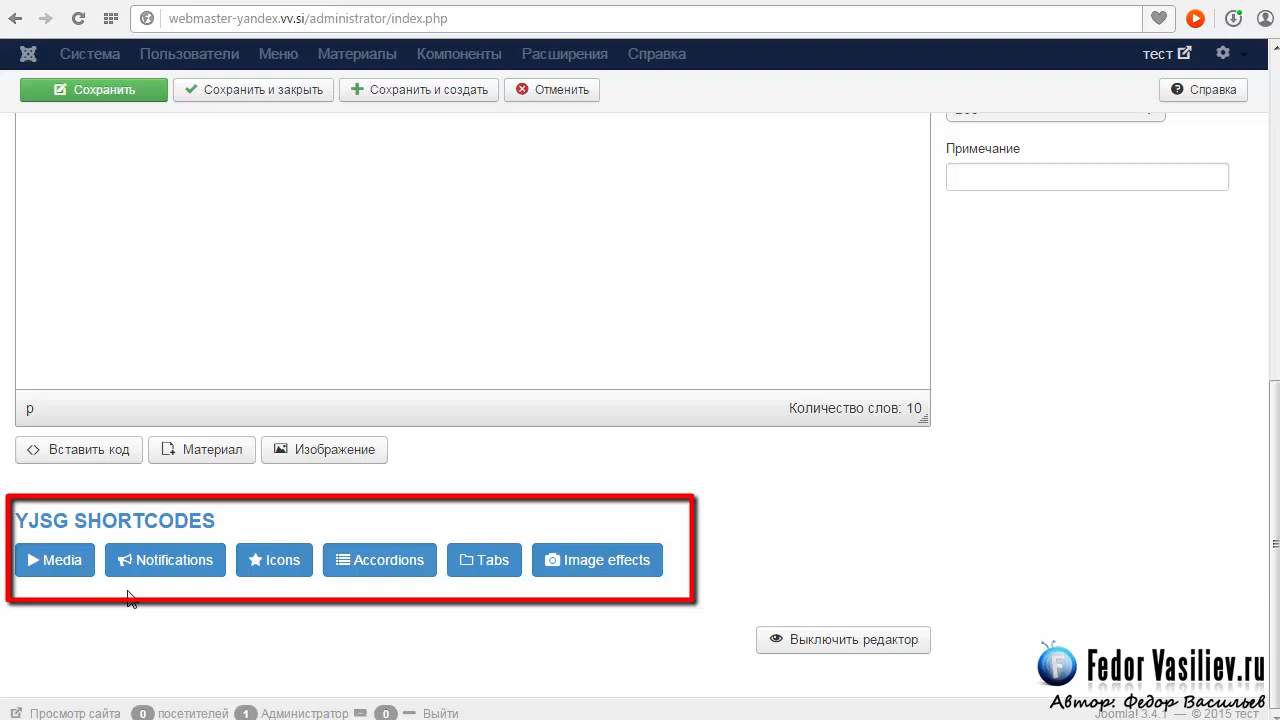 webmaster-yandex.vv.si/administrator/index.php
Система Пользователи Меню Материалы Компоненты Расширения Справка тест
Сохранить Сохранить и закрыть Сохранить и создать Отменить Справка
Примечание
p Количество слов: 10
Вставить код Материал Изображение
YJSG SHORTCODES
Media Notifications Icons Accordions Tabs Image effects
Выключить редактор
Fedor Vasiliev.ru
Автор. Федор Васильев
Просмотр сайта 0 посетителей 1 Администратор 0 Выйти Joomla! 3.4.1 — © 2015 тест